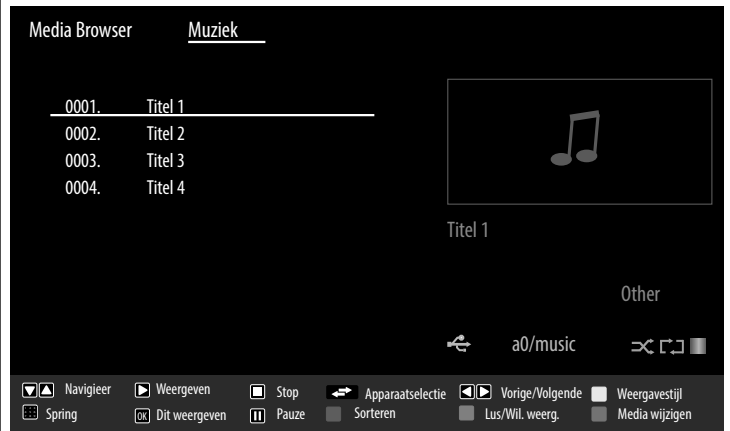 Media Browser Muziek
0001. Titel 1
0002. Titel 2
0003. Titel 3
0004. Titel 4
Titel 1
Other
a0/music
Navigieer Weergeven Stop Apparaatselectie Vorige/Volgende Weergavestijl
Spring OK Dit weergeven Pauze Sorteren Lus/Wil. weerg. Media wijzigen